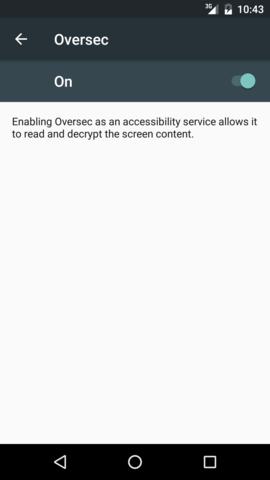 3G 10:43
Oversec
On
Enabling Oversec as an accessibility service allows it
to read and decrypt the screen content.